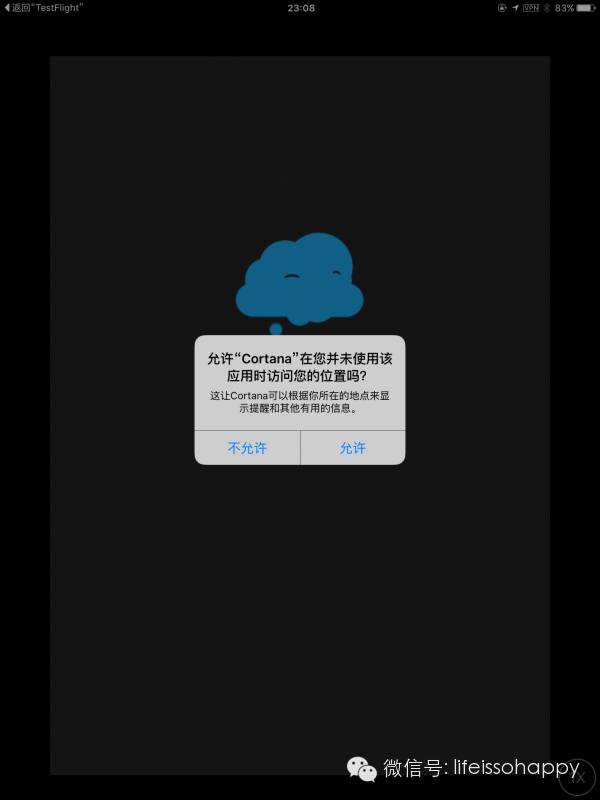 返回“TestFlight” 23:08 VPN 83%
允许“Cortana”在您并未使用该
应用时访问您的位置吗?
这让Cortana可以根据你所在的地点来显
示提醒和其他有用的信息。
不允许 允许
微信号: lifeissohappy